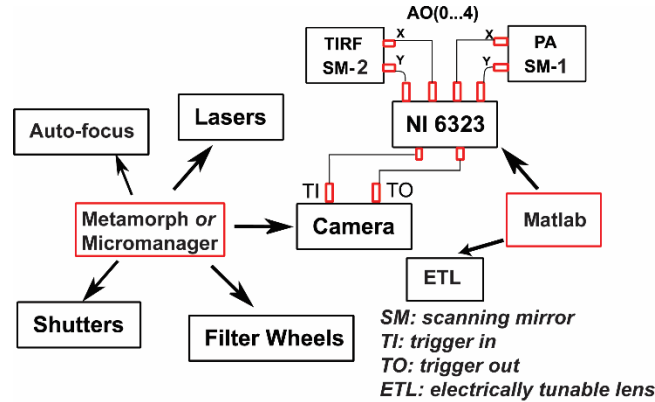 AO(0...4)
TIRF
SM-2
X
Y
X
Y
PA
SM-1
NI 6323
Auto-focus
Lasers
TI
TO
Metamorph or
Micromanager
Camera
Matlab
ETL
Shutters
Filter Wheels
SM: scanning mirror
TI: trigger in
TO: trigger out
ETL: electrically tunable lens